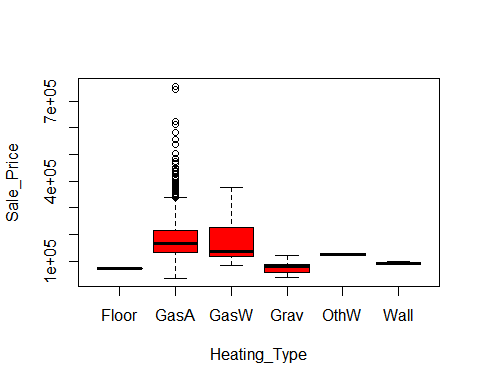 7e+05
4e+05
1e+05
Sale_Price
Floor GasA GasW Grav OthW Wall
Heating_Type